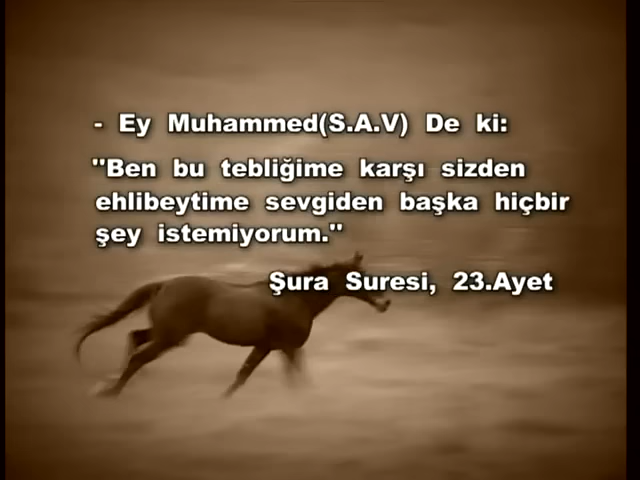 - Ey Muhammed(S.A.V) De ki:
"Ben bu tebliğime karşı sizden
ehlibeytime sevgiden başka hiçbir
şey istemiyorum."
Şura Suresi, 23.Ayet